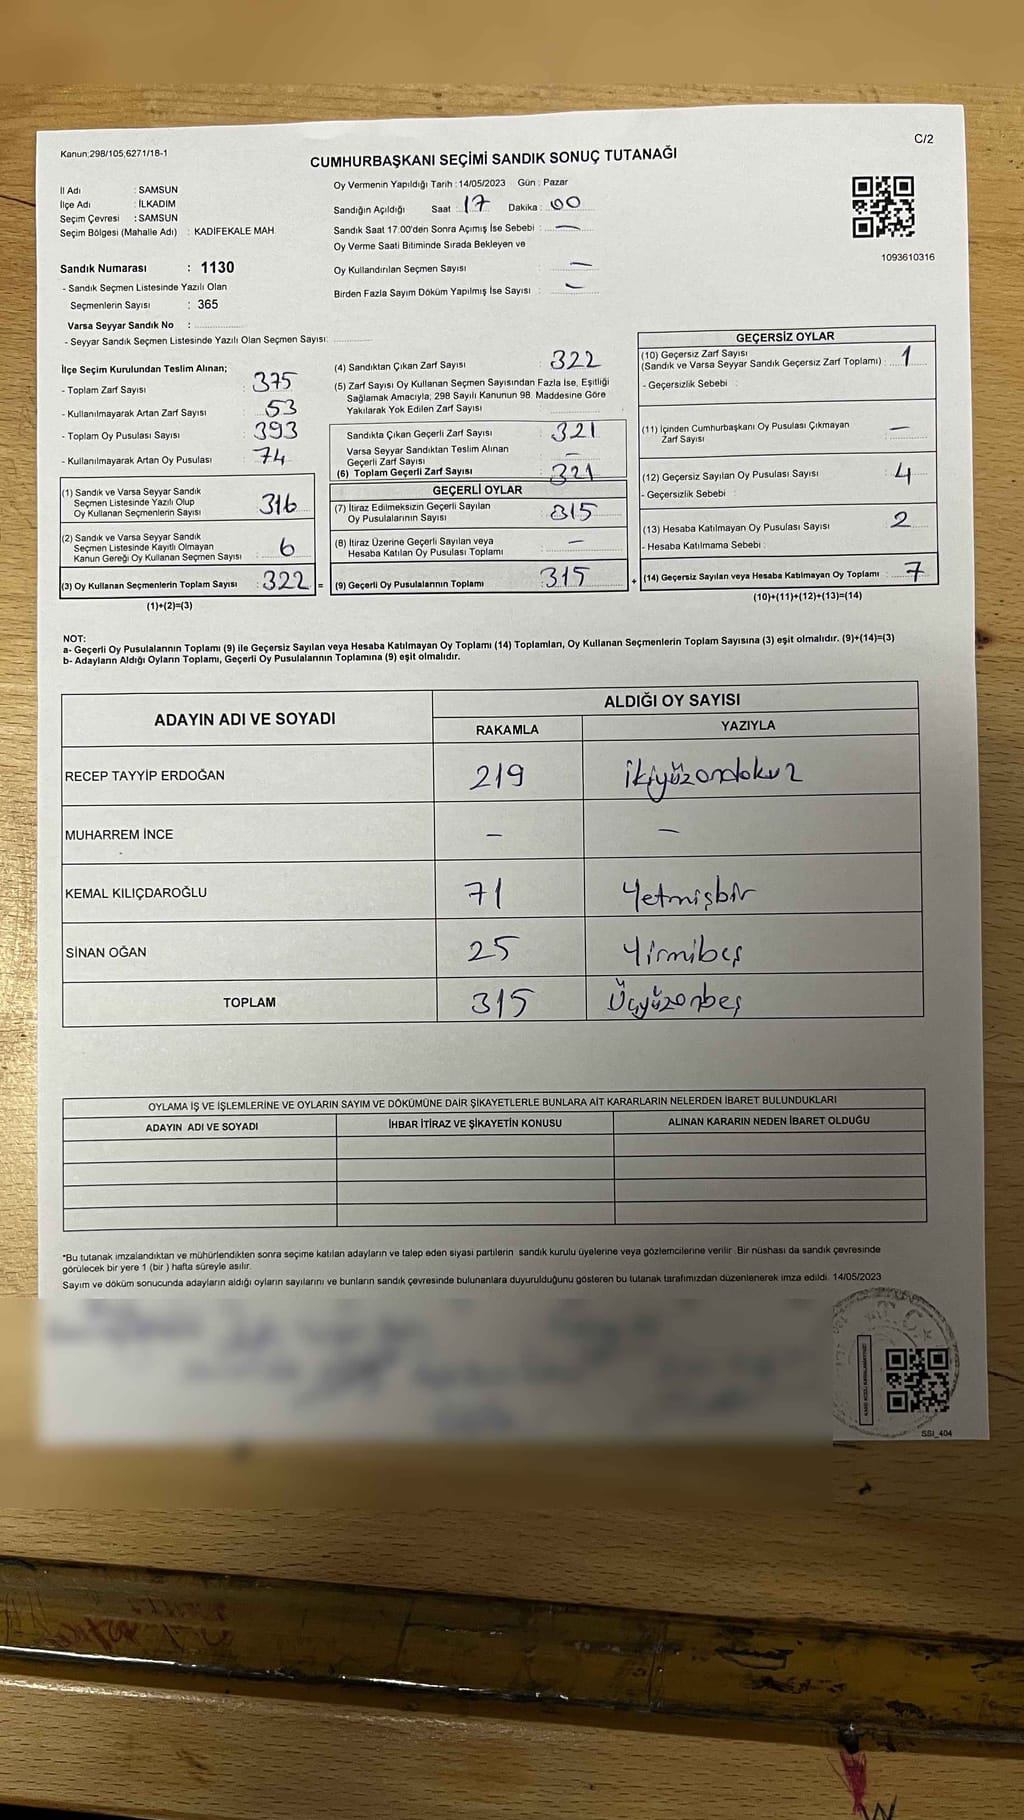 Kanun;298/105;6271/18-1
C/2
CUMHURBAŞKANI SEÇİMİ SANDIK SONUÇ TUTANAĞI
İl Adı : SAMSUN
İlçe Adı : İLKADIM
Seçim Çevresi : SAMSUN
Seçim Bölgesi (Mahalle Adı) : KADIFEKALE MAH.
Oy Vermenin Yapıldığı Tarih : 14/05/2023 Gün : Pazar
Sandığın Açıldığı Saat : 17 Dakika : 00
Sandık Saat 17.00'den Sonra Açımış İse Sebebi : —
Oy Verme Saati Bitiminde Sırada Bekleyen ve
Oy Kullandırılan Seçmen Sayısı : —
Birden Fazla Sayım Döküm Yapılmış İse Sayısı : —
1093610316
Sandık Numarası : 1130
- Sandık Seçmen Listesinde Yazılı Olan
Seçmenlerin Sayısı : 365
Varsa Seyyar Sandık No :
- Seyyar Sandık Seçmen Listesinde Yazılı Olan Seçmen Sayısı:
İlçe Seçim Kurulundan Teslim Alınan;
- Toplam Zarf Sayısı : 375
- Kullanılmayarak Artan Zarf Sayısı : 53
- Toplam Oy Pusulası Sayısı : 393
- Kullanılmayarak Artan Oy Pusulası : 74
(1) Sandık ve Varsa Seyyar Sandık
Seçmen Listesinde Yazılı Olup
Oy Kullanan Seçmenlerin Sayısı : 316
(2) Sandık ve Varsa Seyyar Sandık
Seçmen Listesinde Kayıtlı Olmayan
Kanun Gereği Oy Kullanan Seçmen Sayısı : 6
(3) Oy Kullanan Seçmenlerin Toplam Sayısı : 322 =
(1)+(2)=(3)
(4) Sandıktan Çıkan Zarf Sayısı : 322
(5) Zarf Sayısı Oy Kullanan Seçmen Sayısından Fazla İse, Eşitliği
Sağlamak Amacıyla; 298 Sayılı Kanunun 98. Maddesine Göre
Yakılarak Yok Edilen Zarf Sayısı :
Sandıkta Çıkan Geçerli Zarf Sayısı : 321
Varsa Seyyar Sandıktan Teslim Alınan
Geçerli Zarf Sayısı : —
(6) Toplam Geçerli Zarf Sayısı : 321
GEÇERLİ OYLAR
(7) İtiraz Edilmeksizin Geçerli Sayılan
Oy Pusulalarının Sayısı : 315
(8) İtiraz Üzerine Geçerli Sayılan veya
Hesaba Katılan Oy Pusulası Toplamı : —
(9) Geçerli Oy Pusulalarının Toplamı : 315 +
GEÇERSİZ OYLAR
(10) Geçersiz Zarf Sayısı
(Sandık ve Varsa Seyyar Sandık Geçersiz Zarf Toplamı) : 1
- Geçersizlik Sebebi :
(11) İçinden Cumhurbaşkanı Oy Pusulası Çıkmayan
Zarf Sayısı : —
(12) Geçersiz Sayılan Oy Pusulası Sayısı : 4
- Geçersizlik Sebebi :
(13) Hesaba Katılmayan Oy Pusulası Sayısı : 2
- Hesaba Katılmama Sebebi :
(14) Geçersiz Sayılan veya Hesaba Katılmayan Oy Toplamı : 7
(10)+(11)+(12)+(13)=(14)
NOT:
a- Geçerli Oy Pusulalarının Toplamı (9) ile Geçersiz Sayılan veya Hesaba Katılmayan Oy Toplamı (14) Toplamları, Oy Kullanan Seçmenlerin Toplam Sayısına (3) eşit olmalıdır. (9)+(14)=(3)
b- Adayların Aldığı Oyların Toplamı, Geçerli Oy Pusulalarının Toplamına (9) eşit olmalıdır.
ADAYIN ADI VE SOYADI
ALDIĞI OY SAYISI
RAKAMLA YAZIYLA
RECEP TAYYİP ERDOĞAN 219 İkiyüzondokuz
MUHARREM İNCE — —
KEMAL KILIÇDAROĞLU 71 Yetmişbir
SİNAN OĞAN 25 Yirmibeş
TOPLAM 315 Üçyüzonbeş
OYLAMA İŞ VE İŞLEMLERİNE VE OYLARIN SAYIM VE DÖKÜMÜNE DAİR ŞİKAYETLERLE BUNLARA AİT KARARLARIN NELERDEN İBARET BULUNDUKLARI
ADAYIN ADI VE SOYADI İHBAR İTİRAZ VE ŞİKAYETİN KONUSU ALINAN KARARIN NEDEN İBARET OLDUĞU
*Bu tutanak imzalandıktan ve mühürlendikten sonra seçime katılan adayların ve talep eden siyasi partilerin sandık kurulu üyelerine veya gözlemcilerine verilir. Bir nüshası da sandık çevresinde
görülecek bir yere 1 (bir ) hafta süreyle asılır.
Sayım ve döküm sonucunda adayların aldığı oyların sayılarını ve bunların sandık çevresinde bulunanlara duyurulduğunu gösteren bu tutanak tarafımızdan düzenlenerek imza edildi. 14/05/2023
T.C.
SSI_404